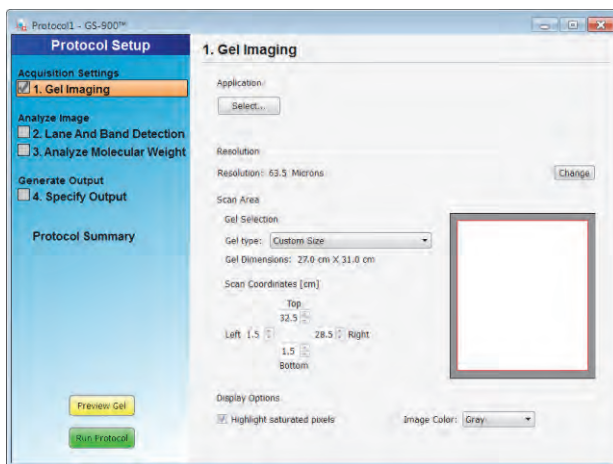 Protocol1 - GS-900™
Protocol Setup
Acquisition Settings
1. Gel Imaging
Analyze Image
2. Lane And Band Detection
3. Analyze Molecular Weight
Generate Output
4. Specify Output
Protocol Summary
Preview Gel
Run Protocol
1. Gel Imaging
Application:
Select...
Resolution
Resolution: 63.5 Microns
Change
Scan Area
Gel Selection
Gel type: Custom Size
Gel Dimensions: 27.0 cm X 31.0 cm
Scan Coordinates [cm]
Top
32.5
Left 1.5 28.5 Right
1.5
Bottom
Display Options
Highlight saturated pixels Image Color: Gray